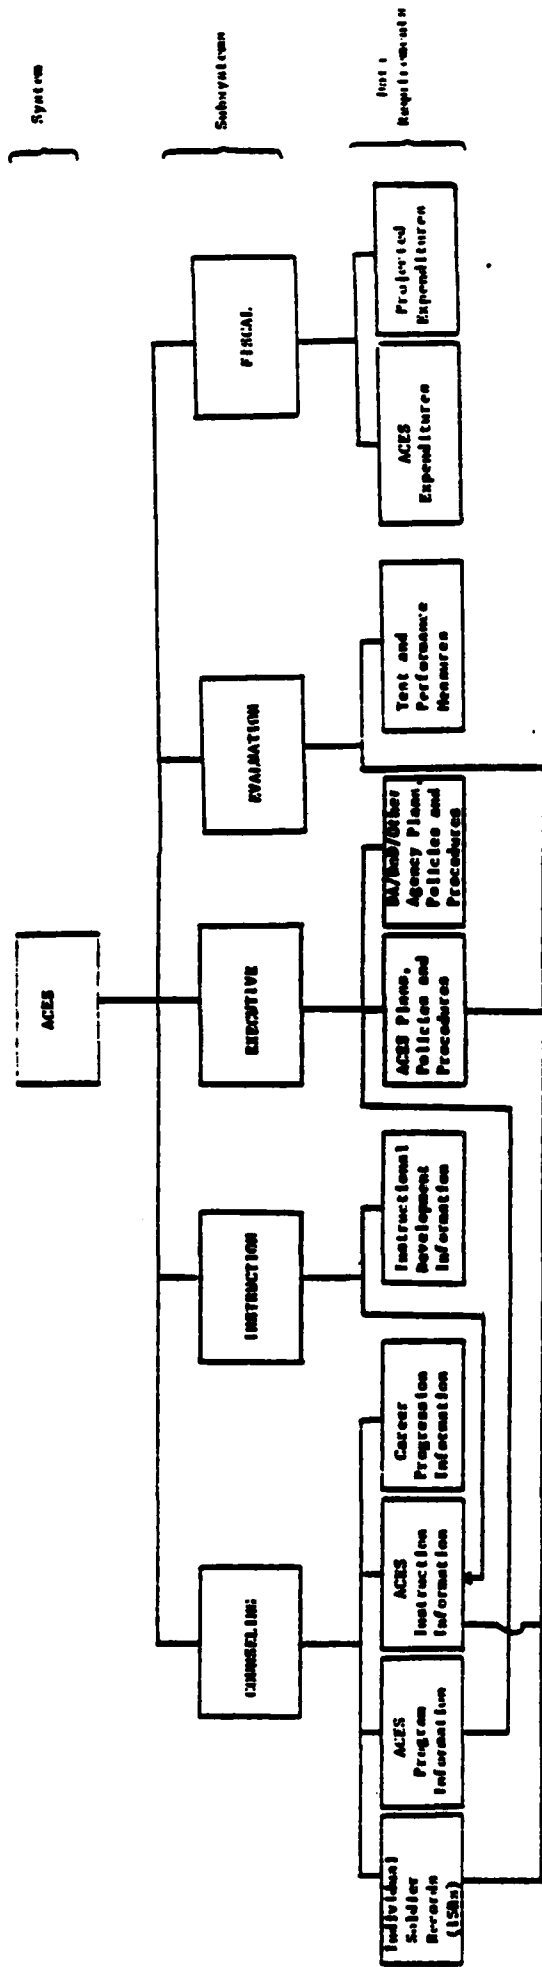 System
Subsystems
Data
Requirements
ACES
COUNSELING
INSTRUCTION
EXECUTIVE
EVALUATION
FISCAL
Individual
Soldier
Records
(ISRs)
ACES
Program
Information
ACES
Instruction
Information
Career
Progression
Information
Instructional
Development
Information
ACES Plans,
Policies and
Procedures
DA/DoD/Other
Agency Plans,
Policies and
Procedures
Test and
Performance
Measures
ACES
Expenditures
Projected
Expenditures